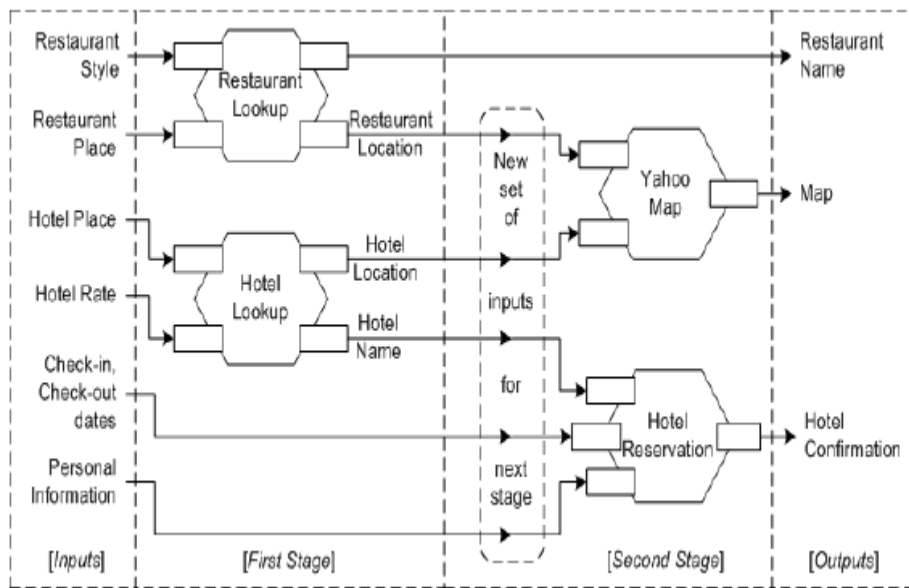 Restaurant
Style
Restaurant
Place
Hotel Place
Hotel Rate
Check-in,
Check-out
dates
Personal
Information
[Inputs]
Restaurant
Lookup
Restaurant
Location
Hotel
Lookup
Hotel
Location
Hotel
Name
[First Stage]
New
set
of
inputs
for
next
stage
Yahoo
Map
Hotel
Reservation
[Second Stage]
Restaurant
Name
Map
Hotel
Confirmation
[Outputs]